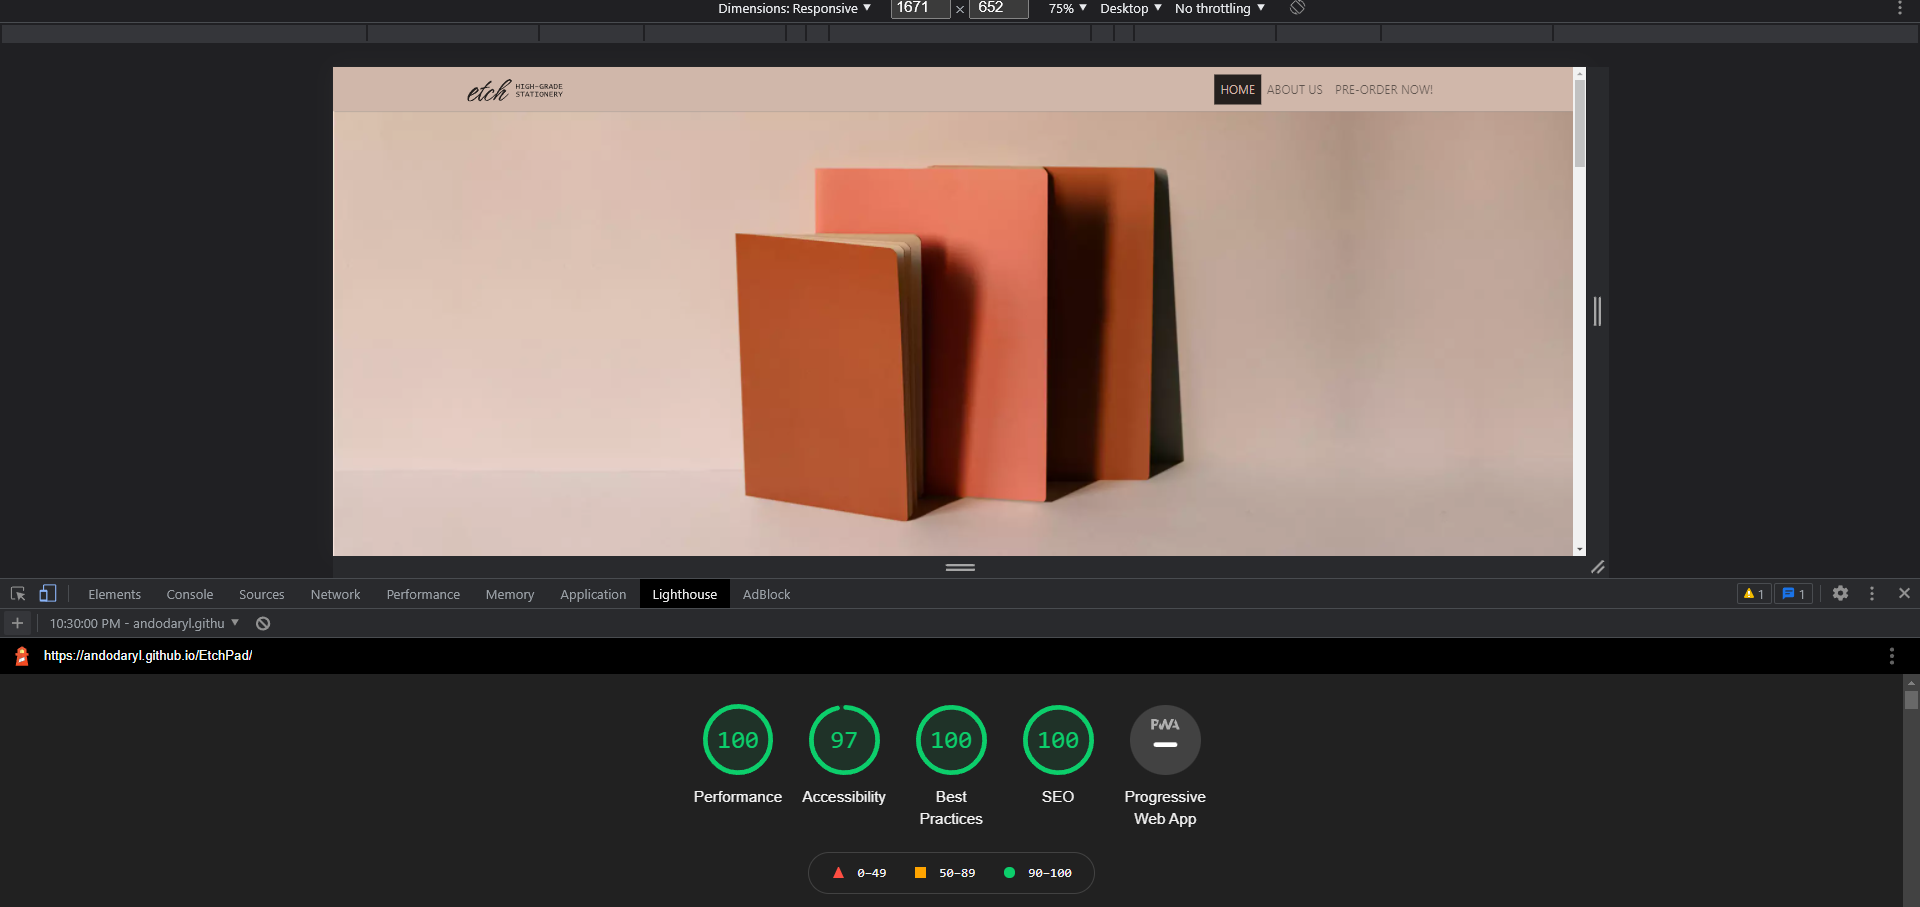 Dimensions: Responsive 1671 × 652 75% Desktop No throttling
etch HIGH-GRADE STATIONERY HOME ABOUT US PRE-ORDER NOW!
Elements Console Sources Network Performance Memory Application Lighthouse AdBlock 1 1
+ 10:30:00 PM - andodaryl.githu
https://andodaryl.github.io/EtchPad/
100 97 100 100 PWA
Performance Accessibility Best Practices SEO Progressive Web App
0–49 50–89 90–100